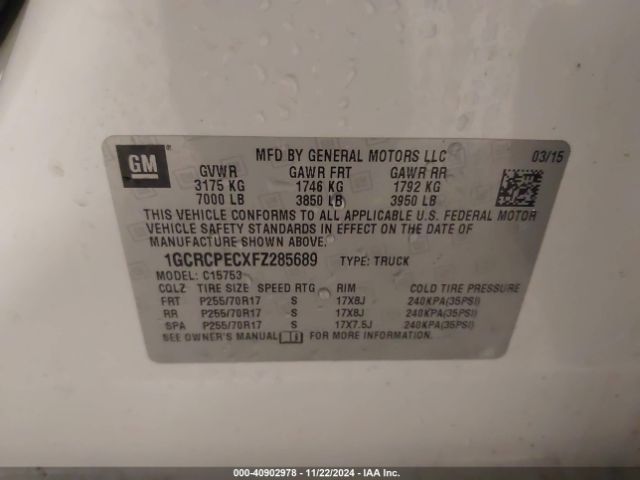 GM
MFD BY GENERAL MOTORS LLC 03/15
GVWR GAWR FRT GAWR RR
3175 KG 1746 KG 1792 KG
7000 LB 3850 LB 3950 LB
THIS VEHICLE CONFORMS TO ALL APPLICABLE U.S. FEDERAL MOTOR
VEHICLE SAFETY STANDARDS IN EFFECT ON THE DATE OF
MANUFACTURE SHOWN ABOVE.
1GCRCPECXFZ285689 TYPE: TRUCK
MODEL: C15753
CQLZ TIRE SIZE SPEED RTG RIM COLD TIRE PRESSURE
FRT P255/70R17 S 17X8J 240KPA(35PSI)
RR P255/70R17 S 17X8J 240KPA(35PSI)
SPA P255/70R17 S 17X7.5J 240KPA(35PSI)
SEE OWNER'S MANUAL FOR MORE INFORMATION.
000-40902978 - 11/22/2024 - IAA Inc.